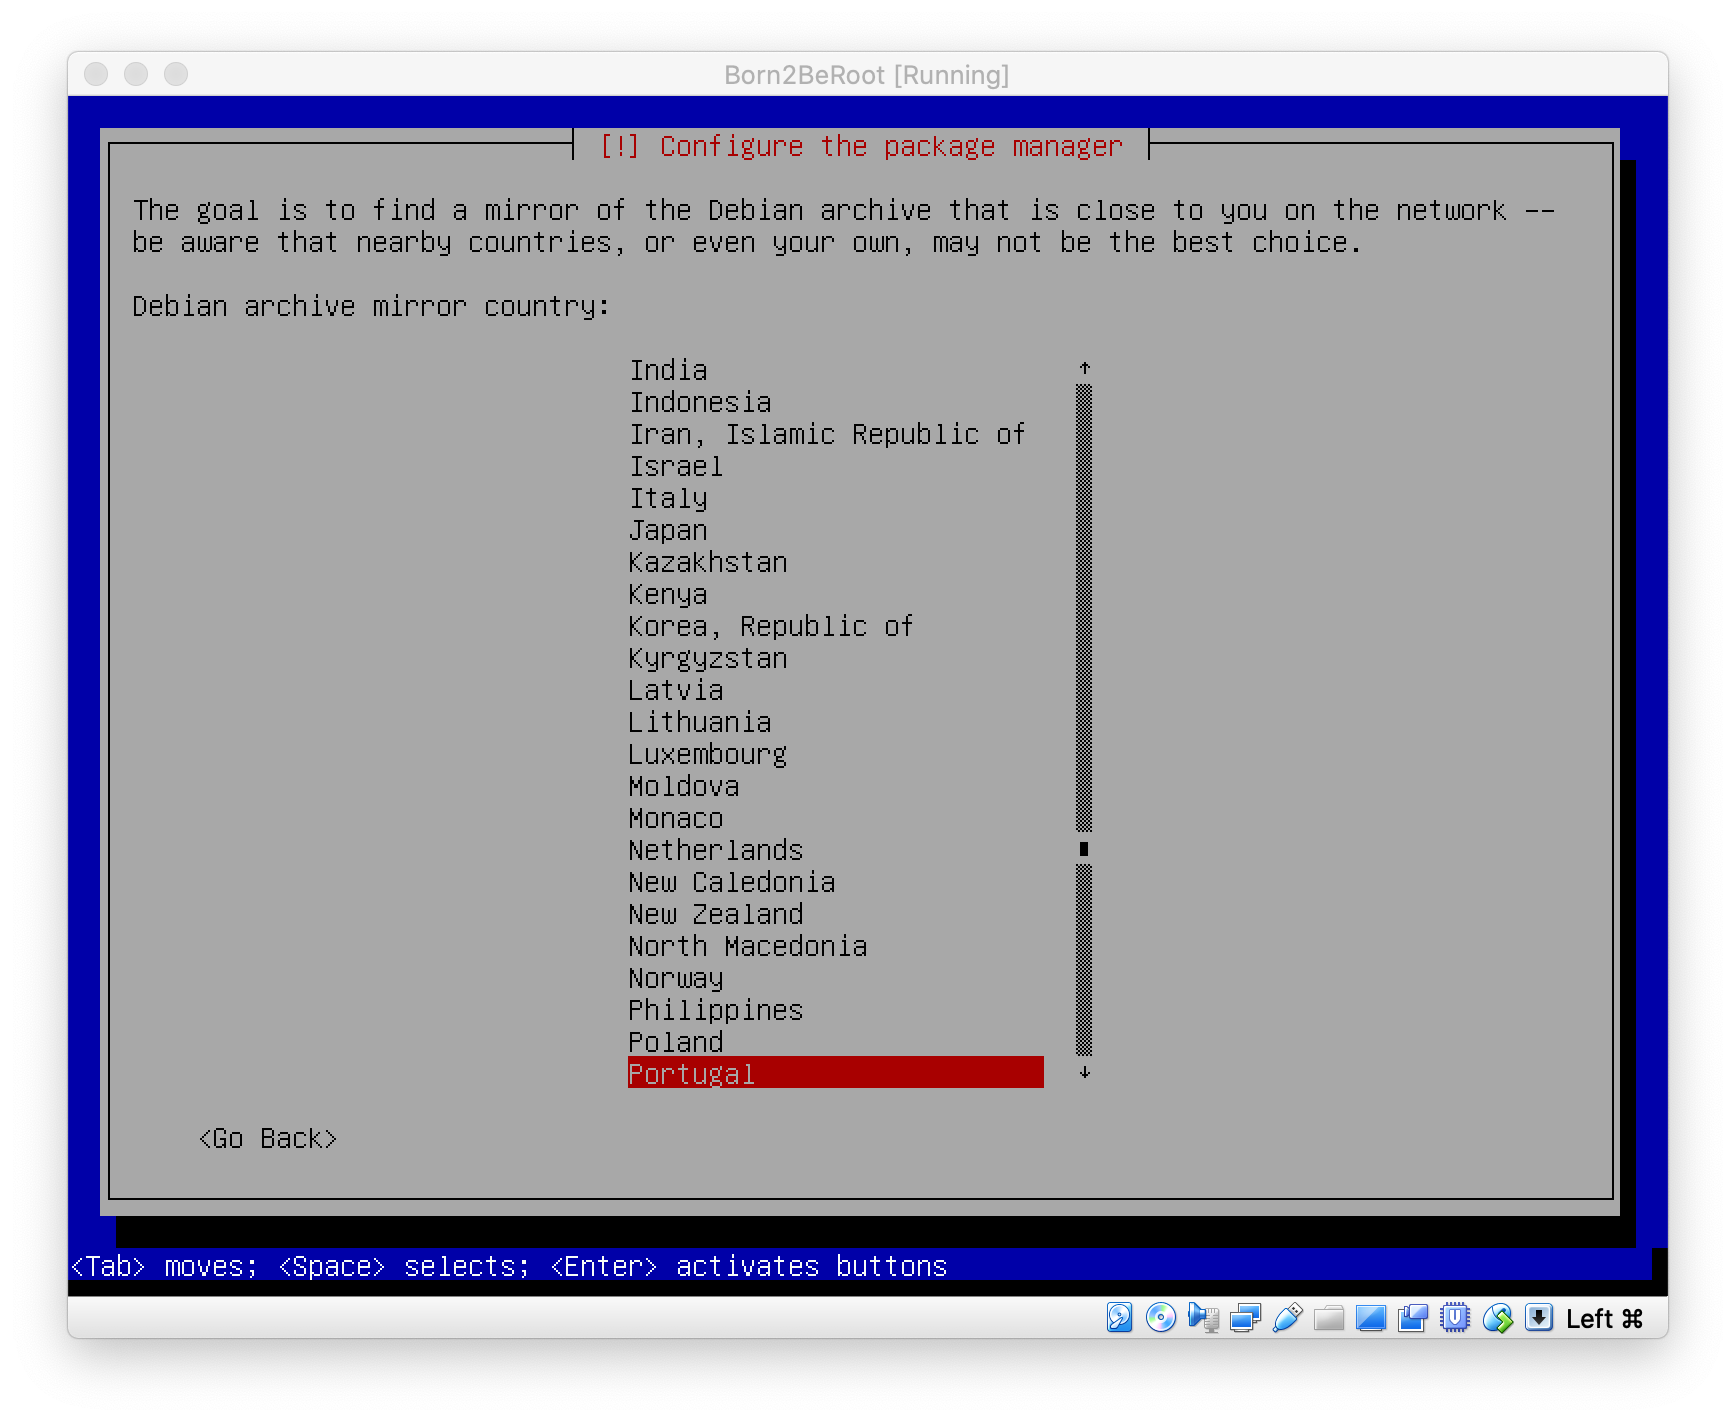 Born2BeRoot [Running]
[!] Configure the package manager
The goal is to find a mirror of the Debian archive that is close to you on the network --
be aware that nearby countries, or even your own, may not be the best choice.
Debian archive mirror country:
India
Indonesia
Iran, Islamic Republic of
Israel
Italy
Japan
Kazakhstan
Kenya
Korea, Republic of
Kyrgyzstan
Latvia
Lithuania
Luxembourg
Moldova
Monaco
Netherlands
New Caledonia
New Zealand
North Macedonia
Norway
Philippines
Poland
Portugal
<Go Back>
<Tab> moves; <Space> selects; <Enter> activates buttons
Left ⌘